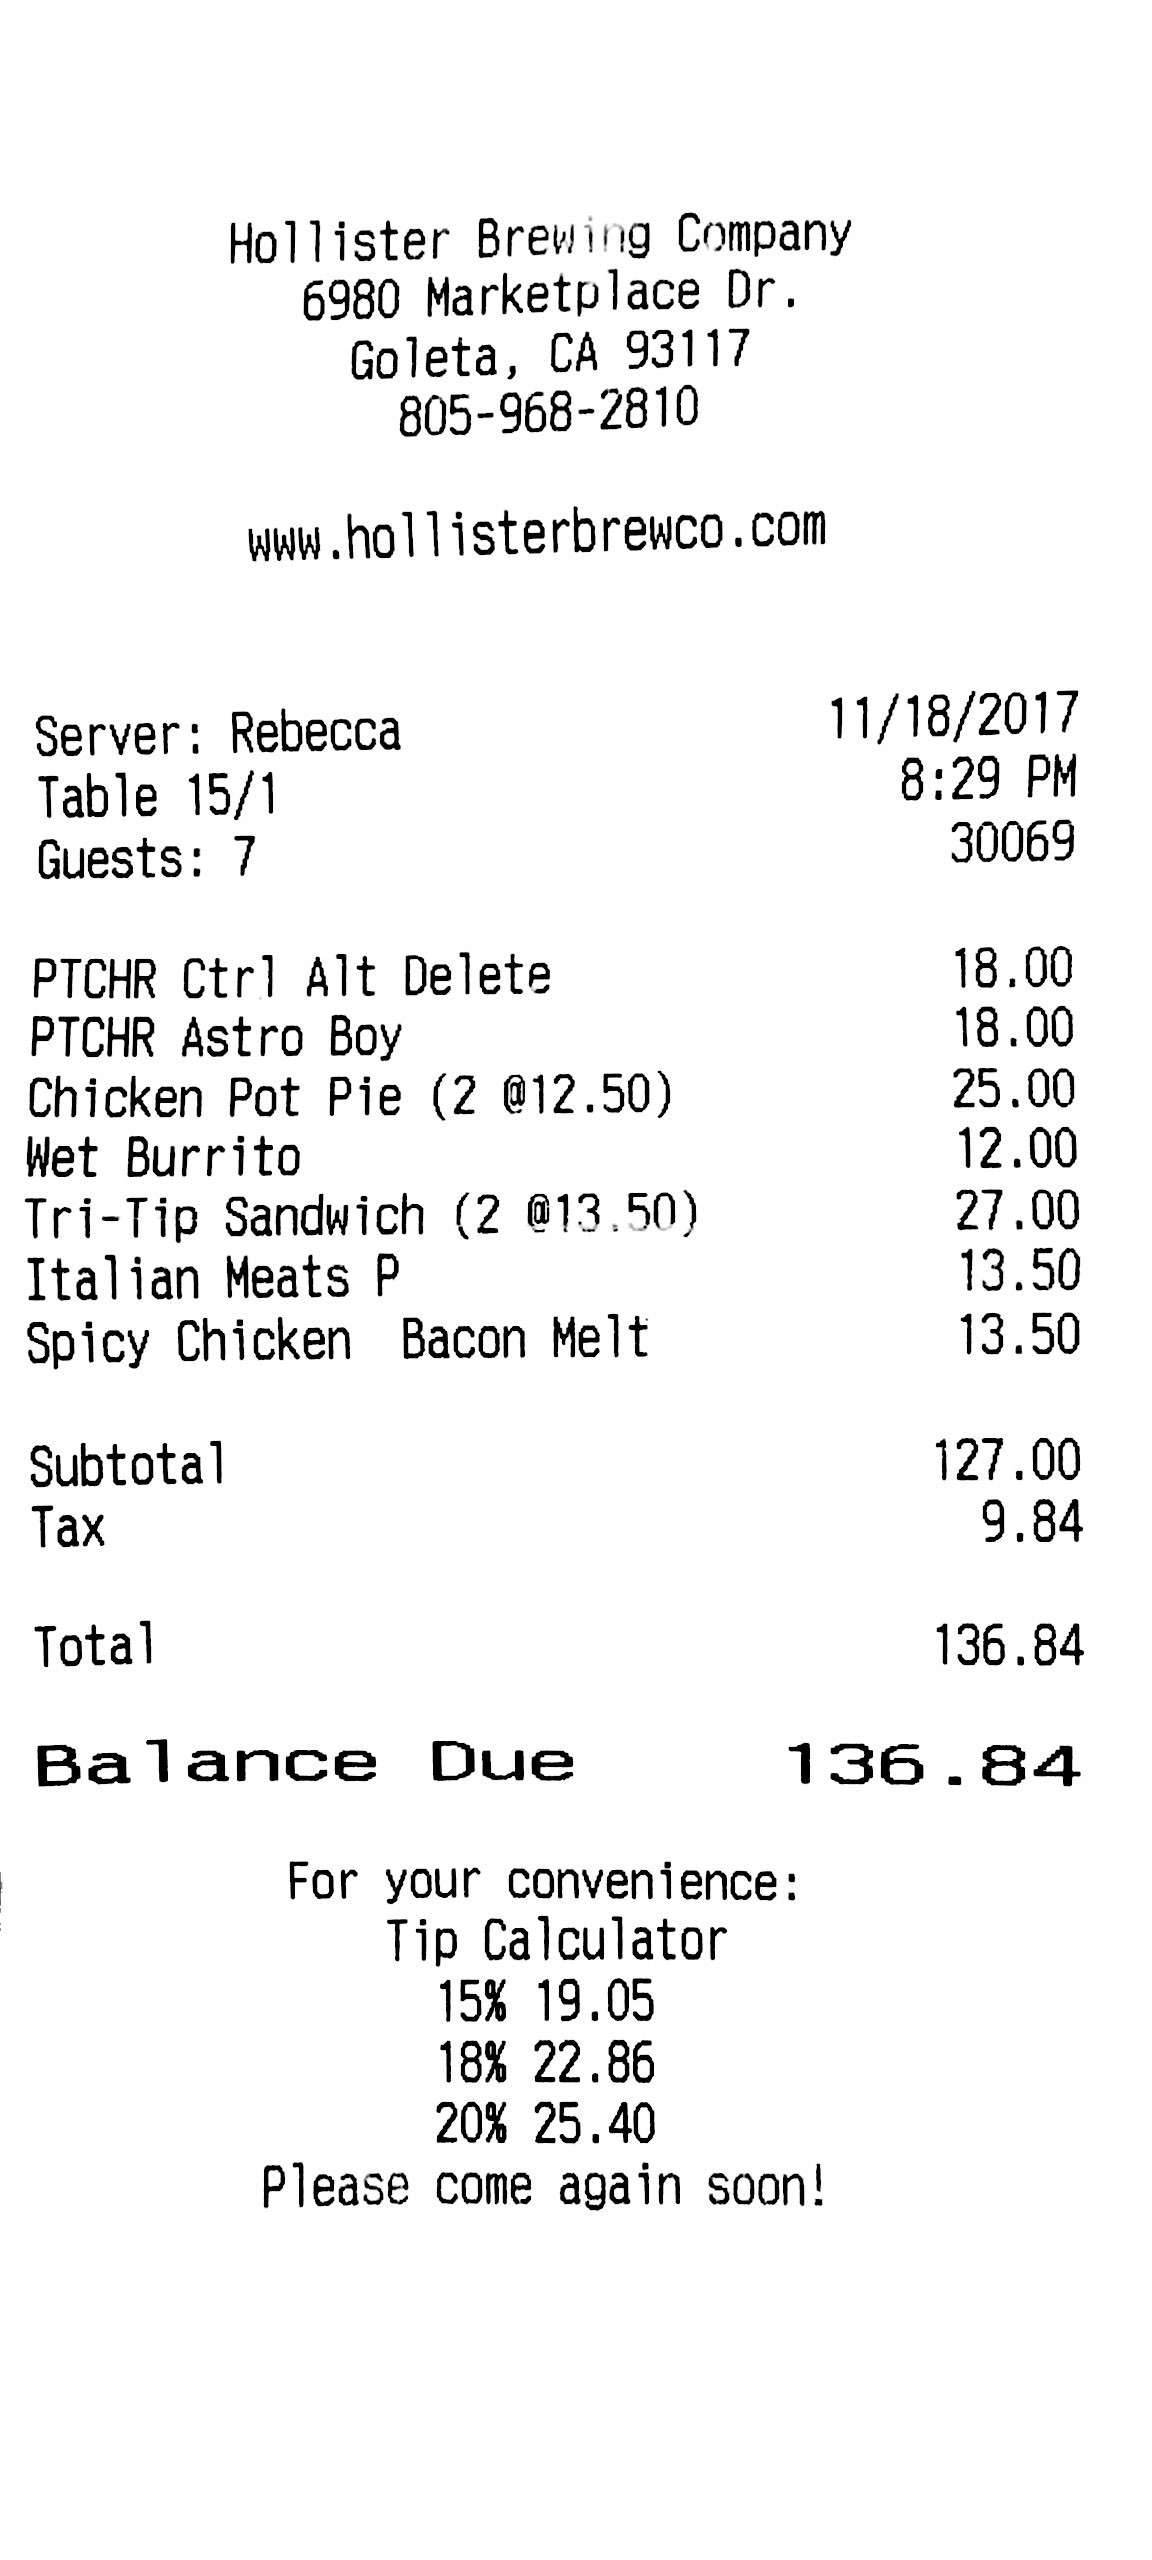 Hollister Brewing Company
6980 Marketplace Dr.
Goleta, CA 93117
805-968-2810
www.hollisterbrewco.com
Server: Rebecca 11/18/2017
Table 15/1 8:29 PM
Guests: 7 30069
PTCHR Ctrl Alt Delete 18.00
PTCHR Astro Boy 18.00
Chicken Pot Pie (2 @12.50) 25.00
Wet Burrito 12.00
Tri-Tip Sandwich (2 @13.50) 27.00
Italian Meats P 13.50
Spicy Chicken  Bacon Melt 13.50
Subtotal 127.00
Tax 9.84
Total 136.84
Balance Due 136.84
For your convenience:
Tip Calculator
15% 19.05
18% 22.86
20% 25.40
Please come again soon!